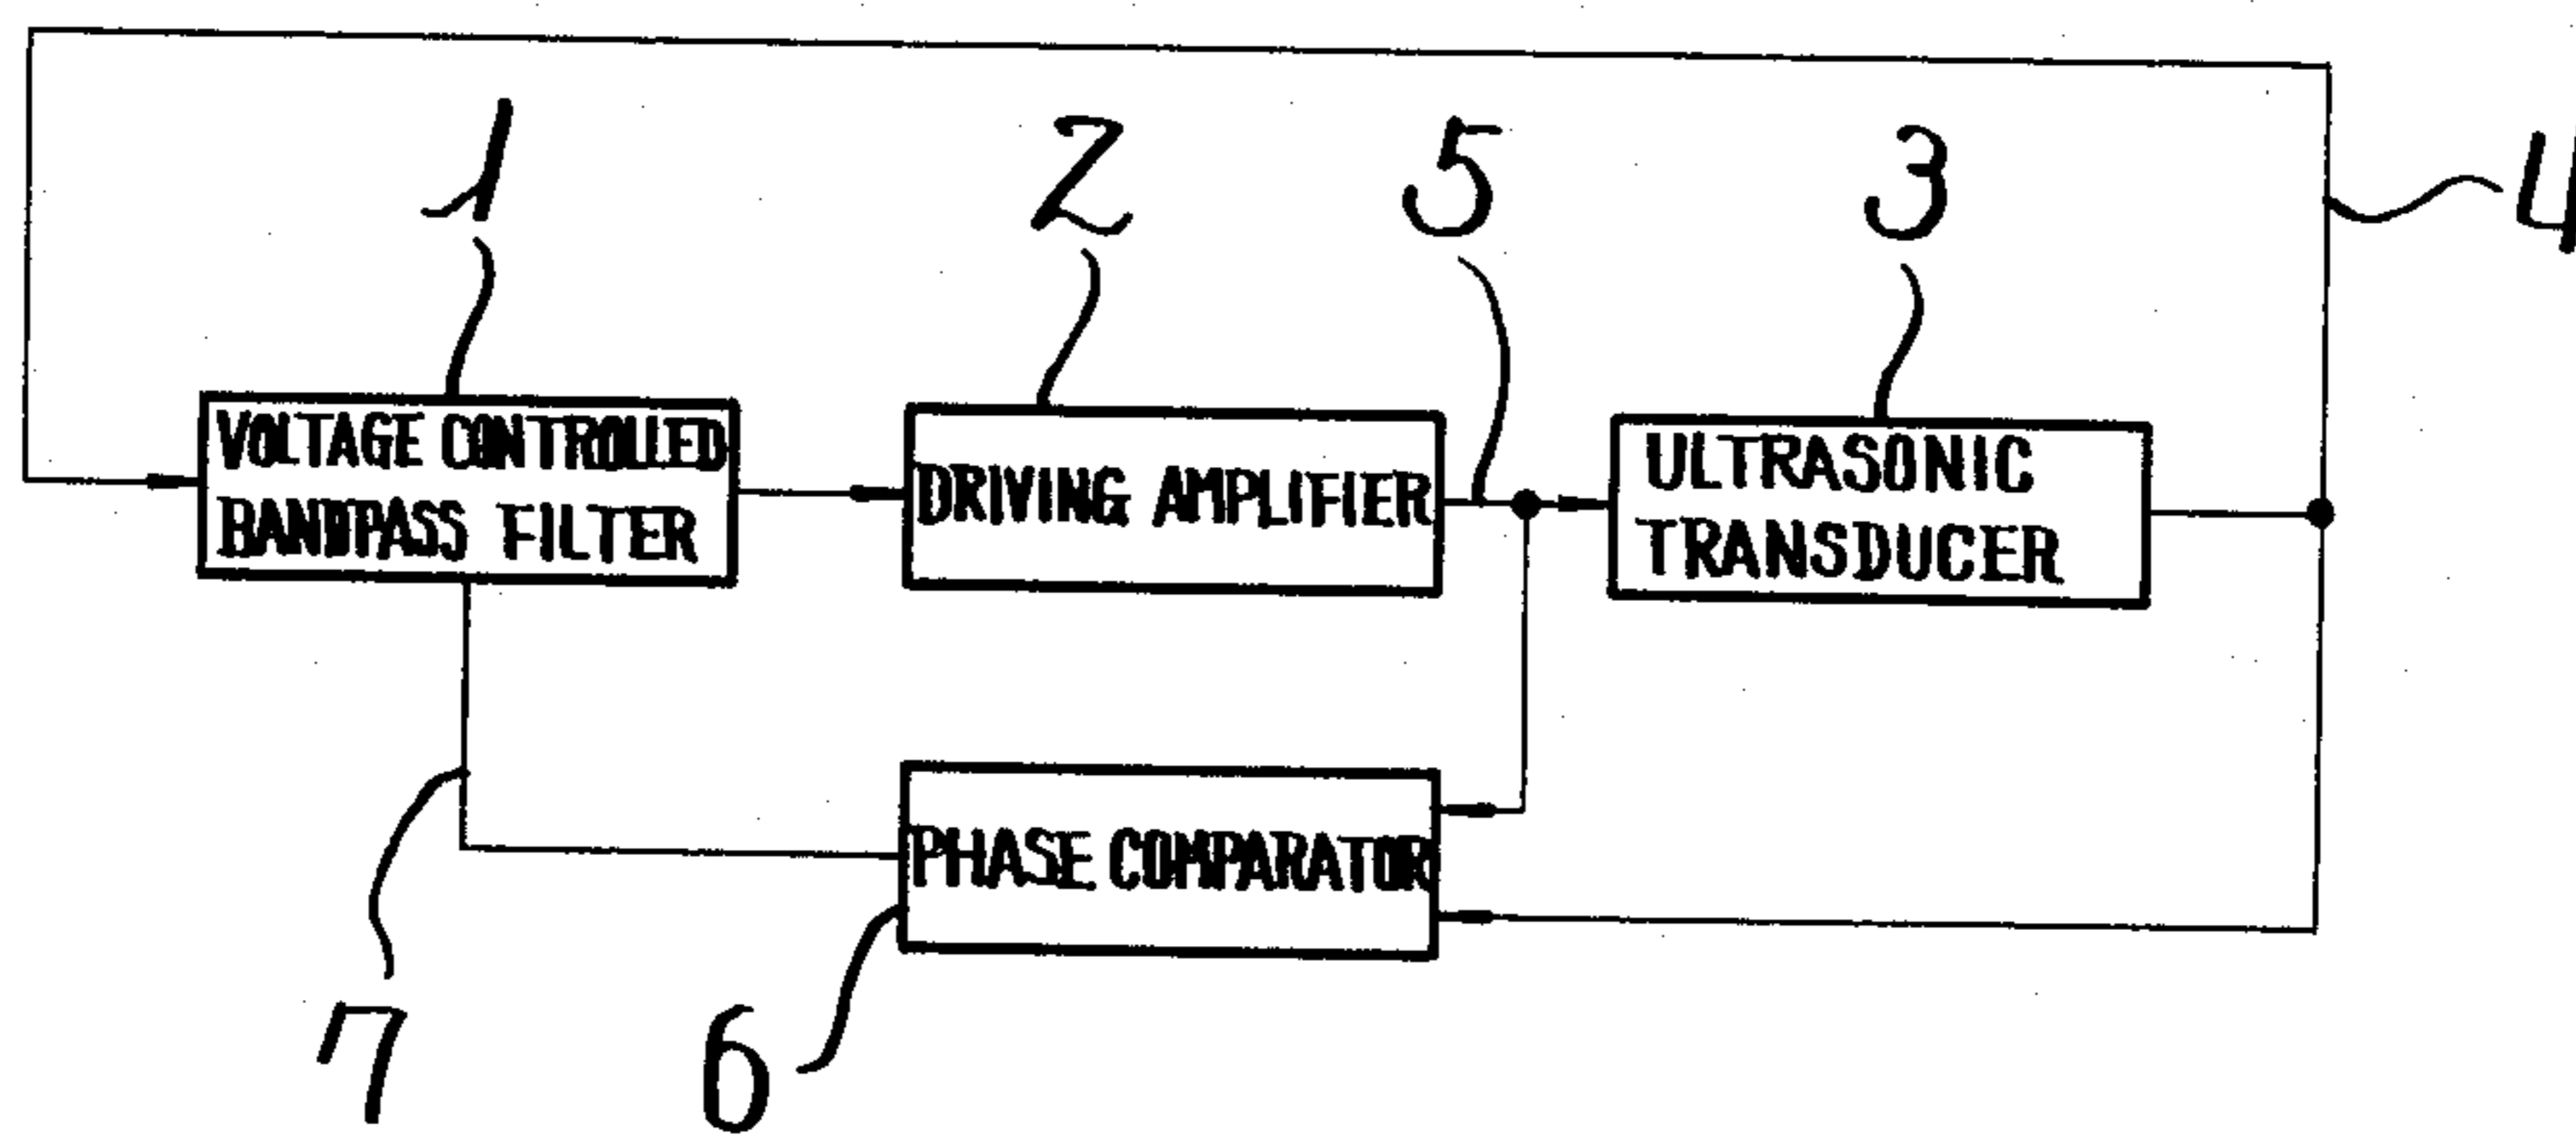 1
2
5
3
4
VOLTAGE CONTROLLED
BANDPASS FILTER
DRIVING AMPLIFIER
ULTRASONIC
TRANSDUCER
PHASE COMPARATOR
7
6